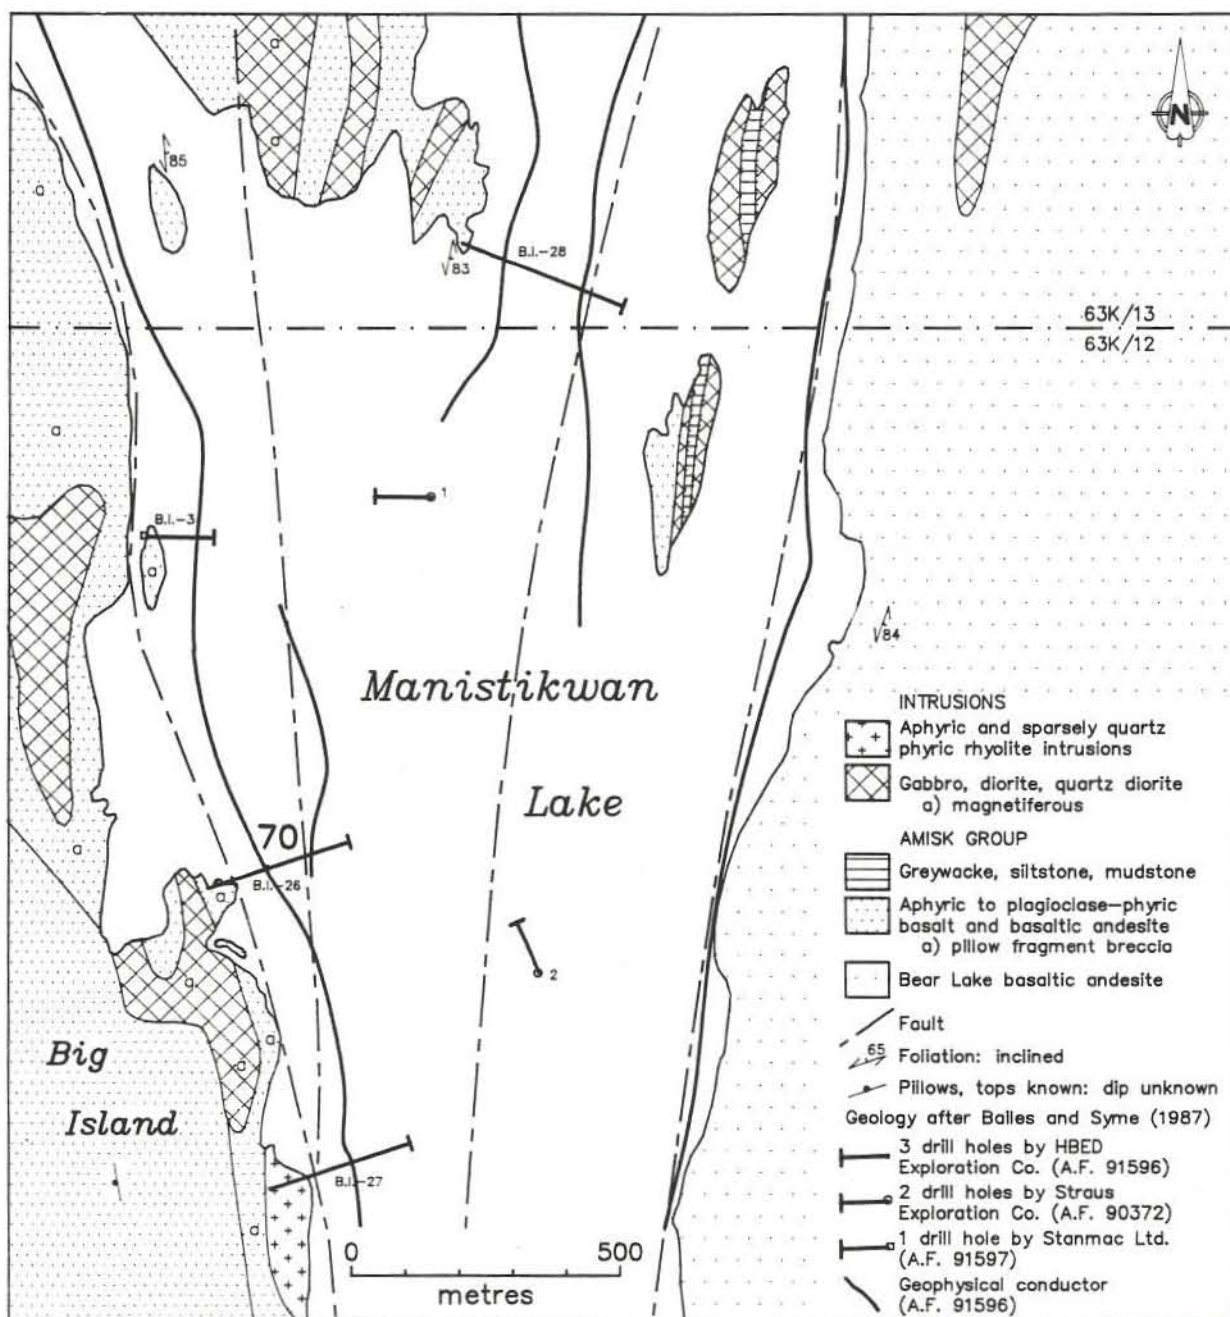 a
N
85
a
83
B.I.-28
63K/13
63K/12
a
a
1
B.I.-3
a
84
Manistikwan
Lake
INTRUSIONS
Aphyric and sparsely quartz
phyric rhyolite intrusions
Gabbro, diorite, quartz diorite
a) magnetiferous
AMISK GROUP
Greywacke, siltstone, mudstone
Aphyric to plagioclase-phyric
basalt and basaltic andesite
a) pillow fragment breccia
Bear Lake basaltic andesite
Fault
65
Foliation: inclined
Pillows, tops known: dip unknown
Geology after Bailes and Syme (1987)
3 drill holes by HBED
Exploration Co. (A.F. 91596)
2 drill holes by Straus
Exploration Co. (A.F. 90372)
1 drill hole by Stanmac Ltd.
(A.F. 91597)
Geophysical conductor
(A.F. 91596)
70
a
B.I.-26
a
a
2
a
a
Big
Island
B.I.-27
a
0
500
metres